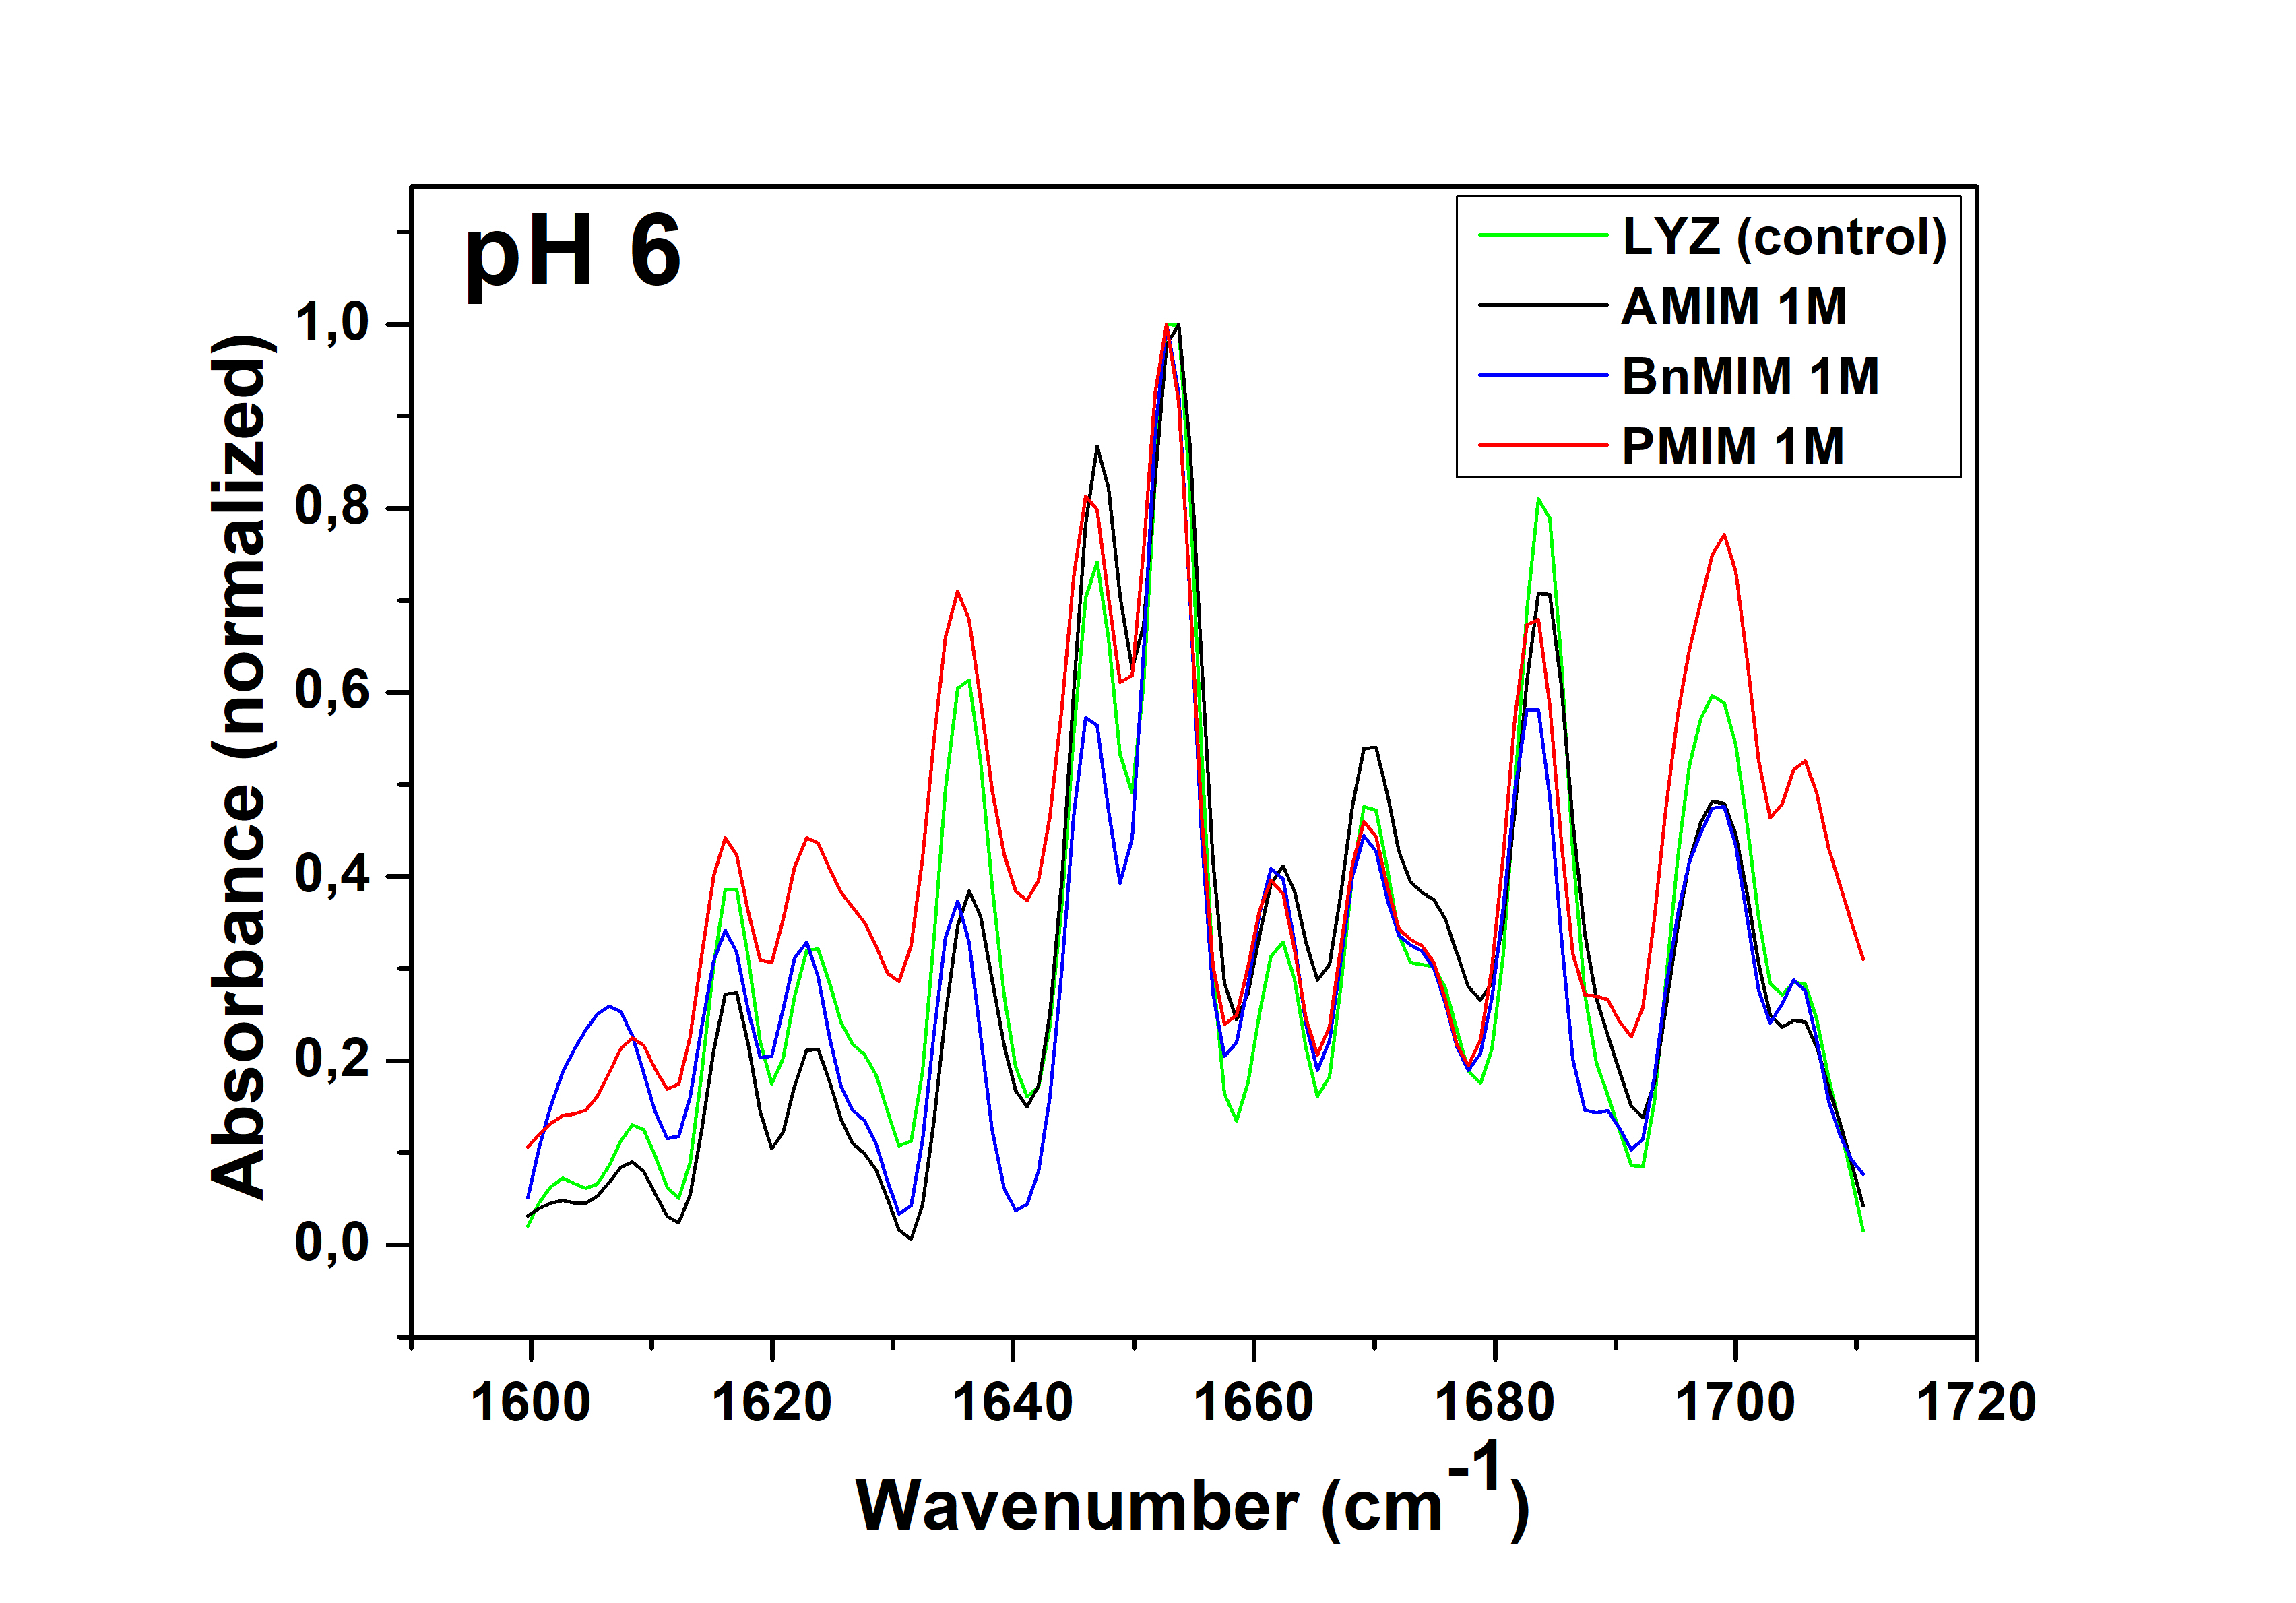 pH 6
LYZ (control)
AMIM 1M
BnMIM 1M
PMIM 1M
1,0
0,8
0,6
0,4
0,2
0,0
Absorbance (normalized)
1600 1620 1640 1660 1680 1700 1720
Wavenumber (cm-1)